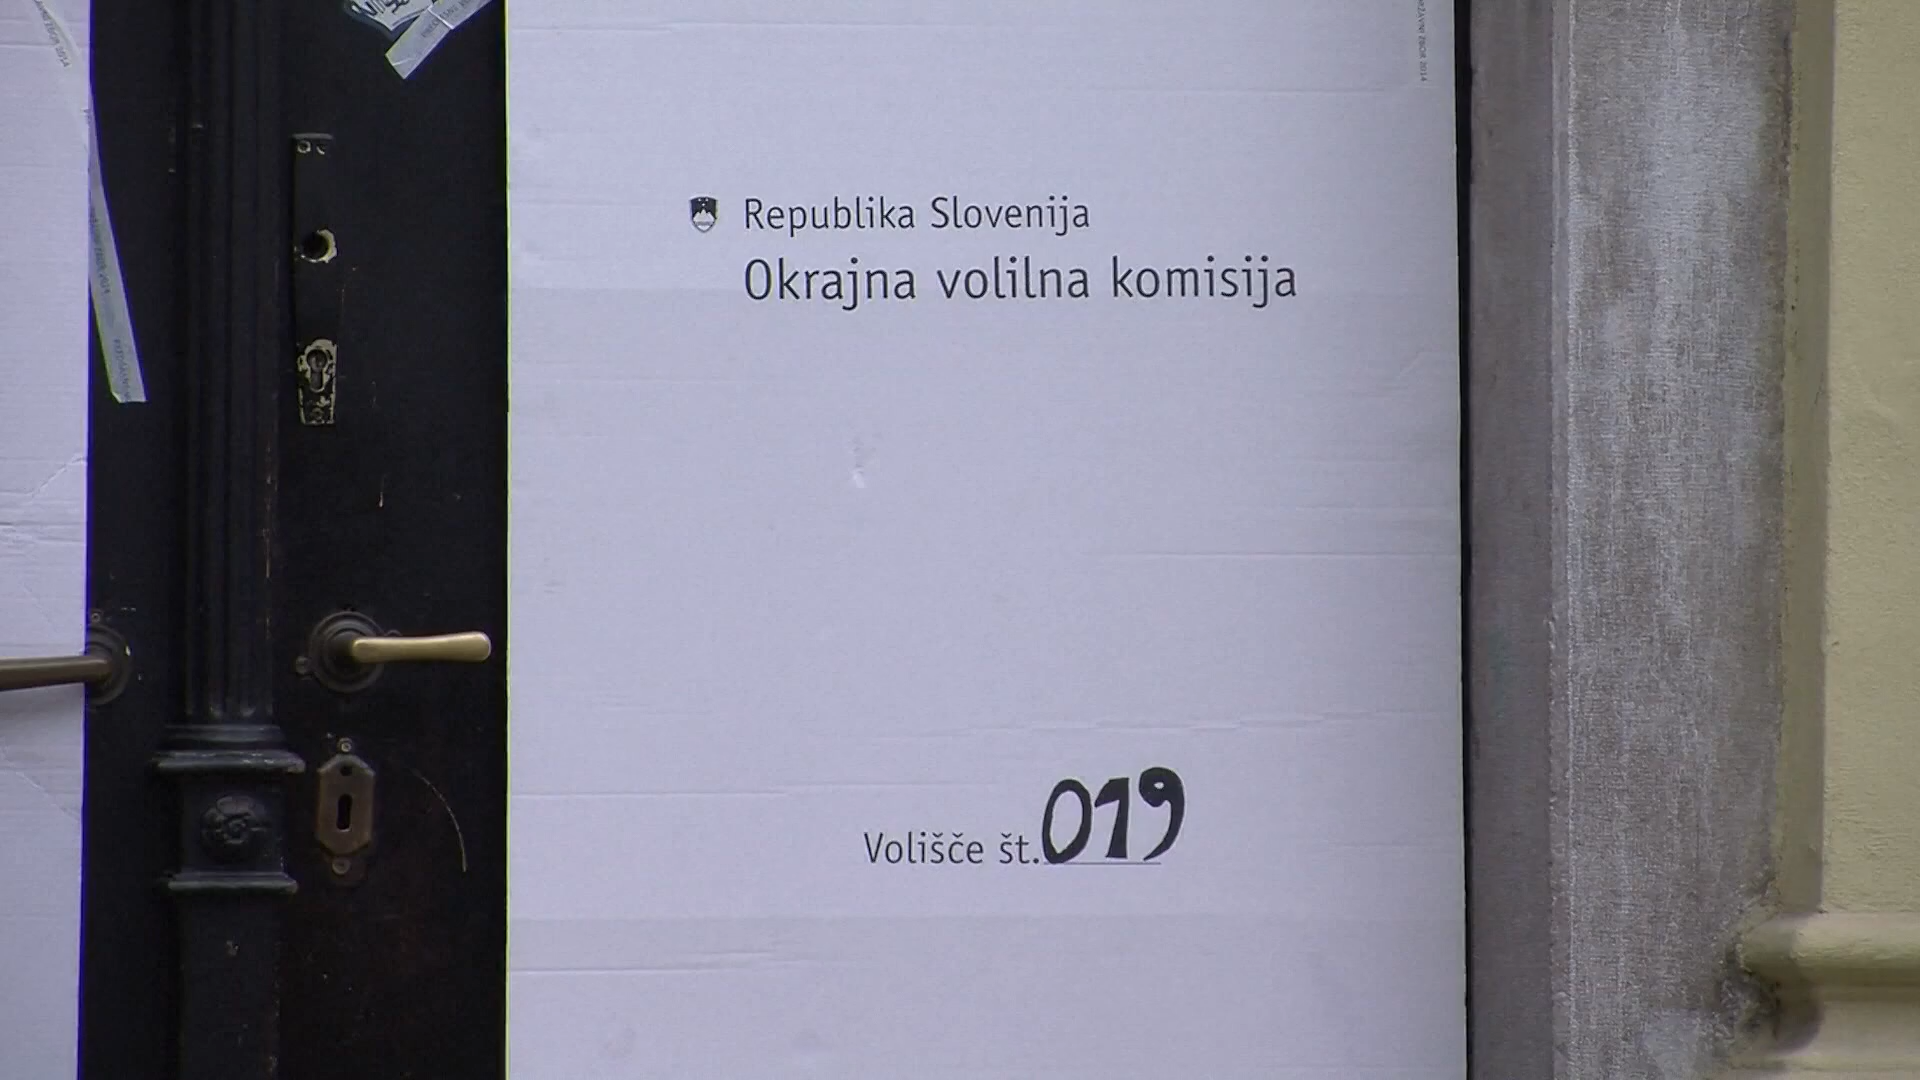 Republika Slovenija
Okrajna volilna komisija
Volišče št. 019